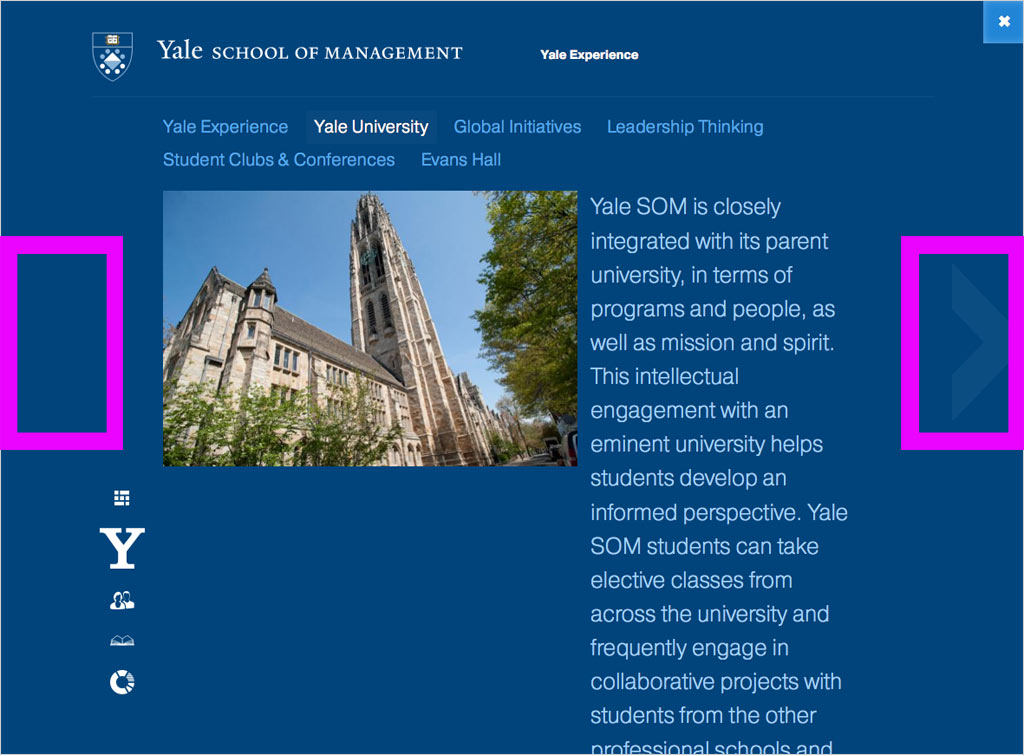 Yale SCHOOL OF MANAGEMENT
Yale Experience
Yale Experience Yale University Global Initiatives Leadership Thinking
Student Clubs & Conferences Evans Hall
Yale SOM is closely
integrated with its parent
university, in terms of
programs and people, as
well as mission and spirit.
This intellectual
engagement with an
eminent university helps
students develop an
informed perspective. Yale
SOM students can take
elective classes from
across the university and
frequently engage in
collaborative projects with
students from the other
professional schools and
Y